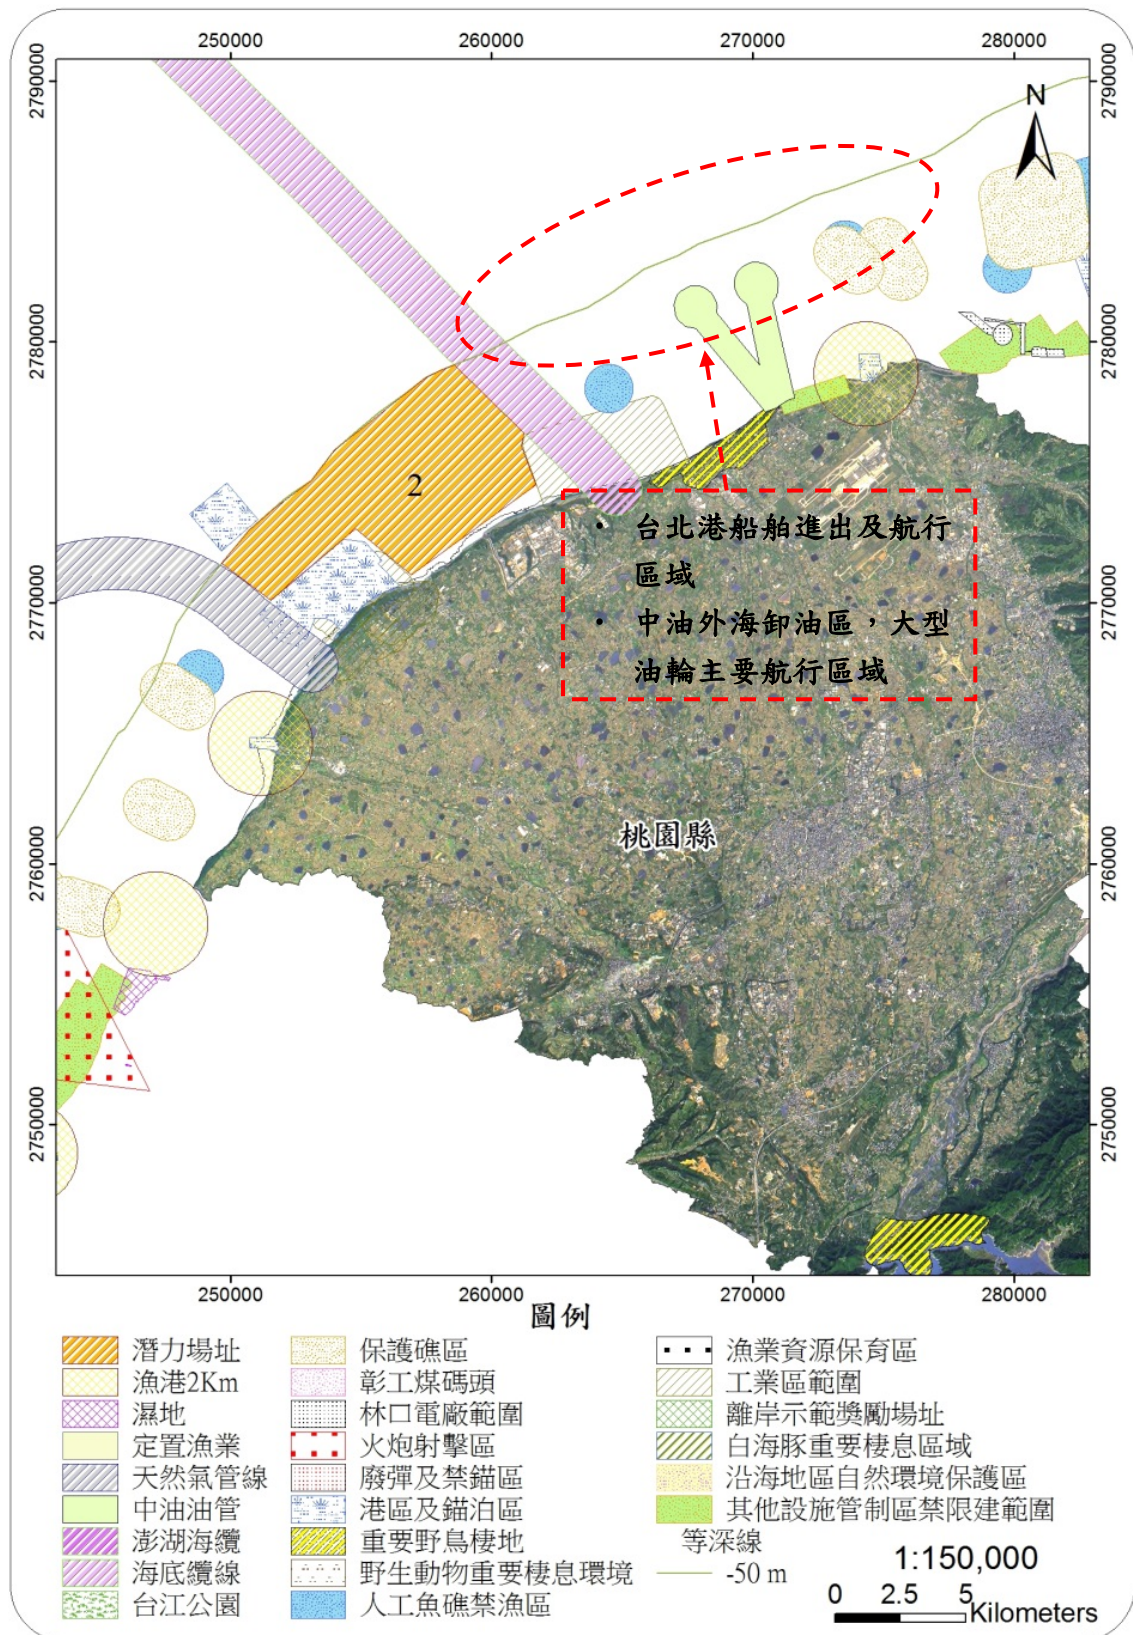 250000 260000 270000 280000
2790000 2790000
N
2780000 2780000
2
• 台北港船舶進出及航行
區域
• 中油外海卸油區，大型
油輪主要航行區域
2770000 2770000
桃園縣
2760000 2760000
2750000 2750000
250000 260000 270000 280000
圖例
潛力場址
漁港2Km
濕地
定置漁業
天然氣管線
中油油管
澎湖海纜
海底纜線
台江公園
保護礁區
彰工煤碼頭
林口電廠範圍
火炮射擊區
廢彈及禁錨區
港區及錨泊區
重要野鳥棲地
野生動物重要棲息環境
人工魚礁禁漁區
漁業資源保育區
工業區範圍
離岸示範獎勵場址
白海豚重要棲息區域
沿海地區自然環境保護區
其他設施管制區禁限建範圍
等深線
-50 m
1:150,000
0 2.5 5
Kilometers